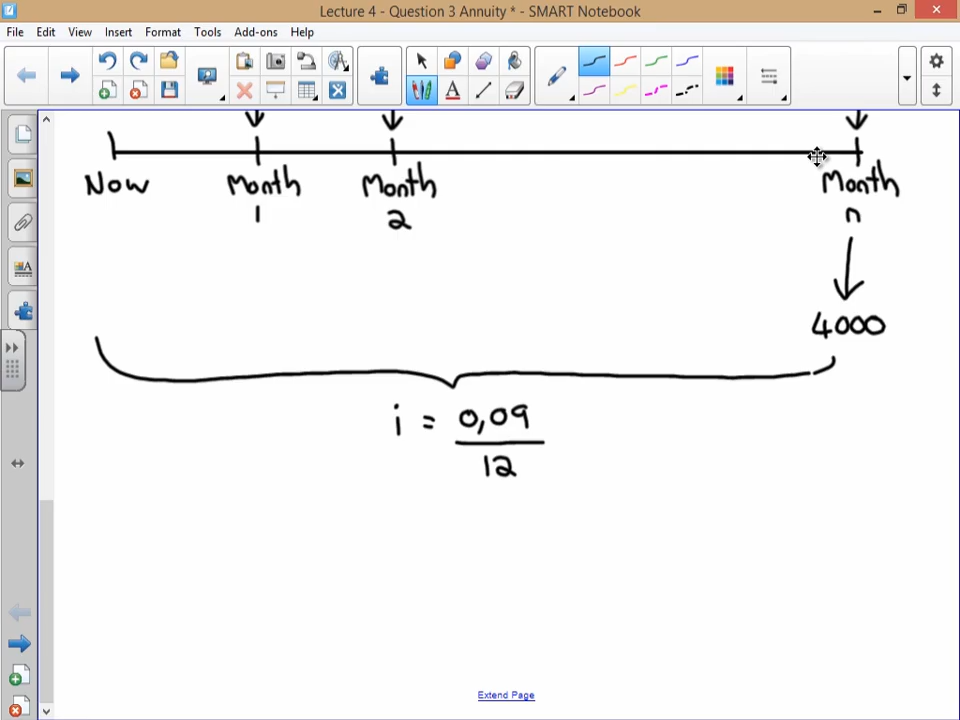 Lecture 4 - Question 3 Annuity * - SMART Notebook
File Edit View Insert Format Tools Add-ons Help
Now Month Month Month
1 2 n
4000
i = 0,09
12
Extend Page